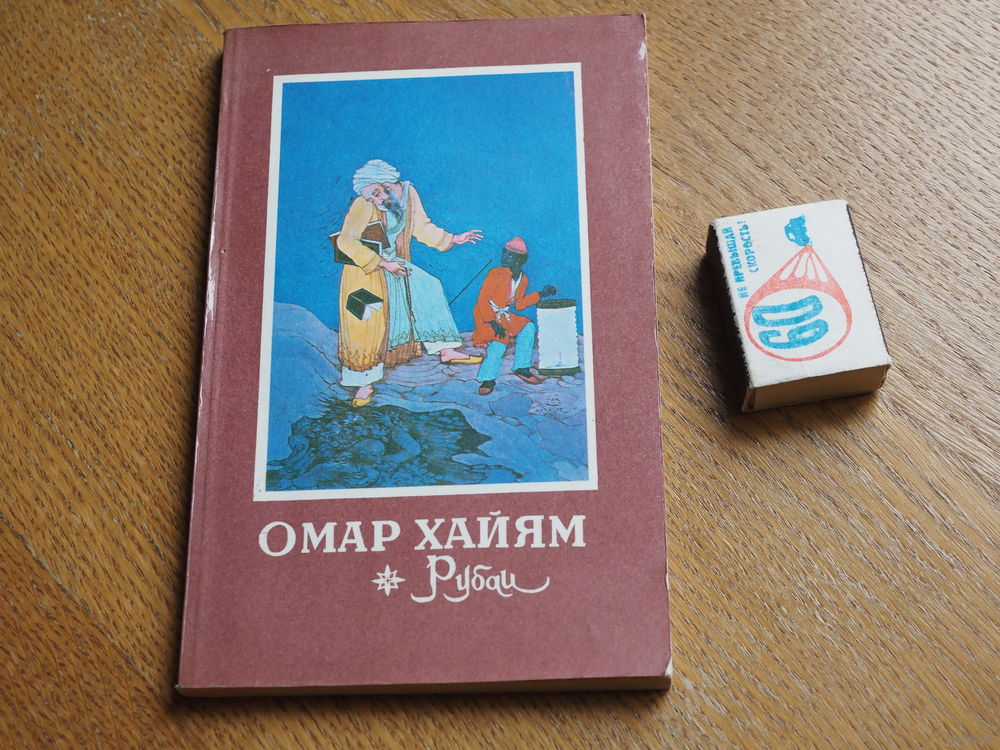 ОМАР ХАЙЯМ
Рубаи
НЕ ПРЕВЫШАЙ
СКОРОСТЬ!
60